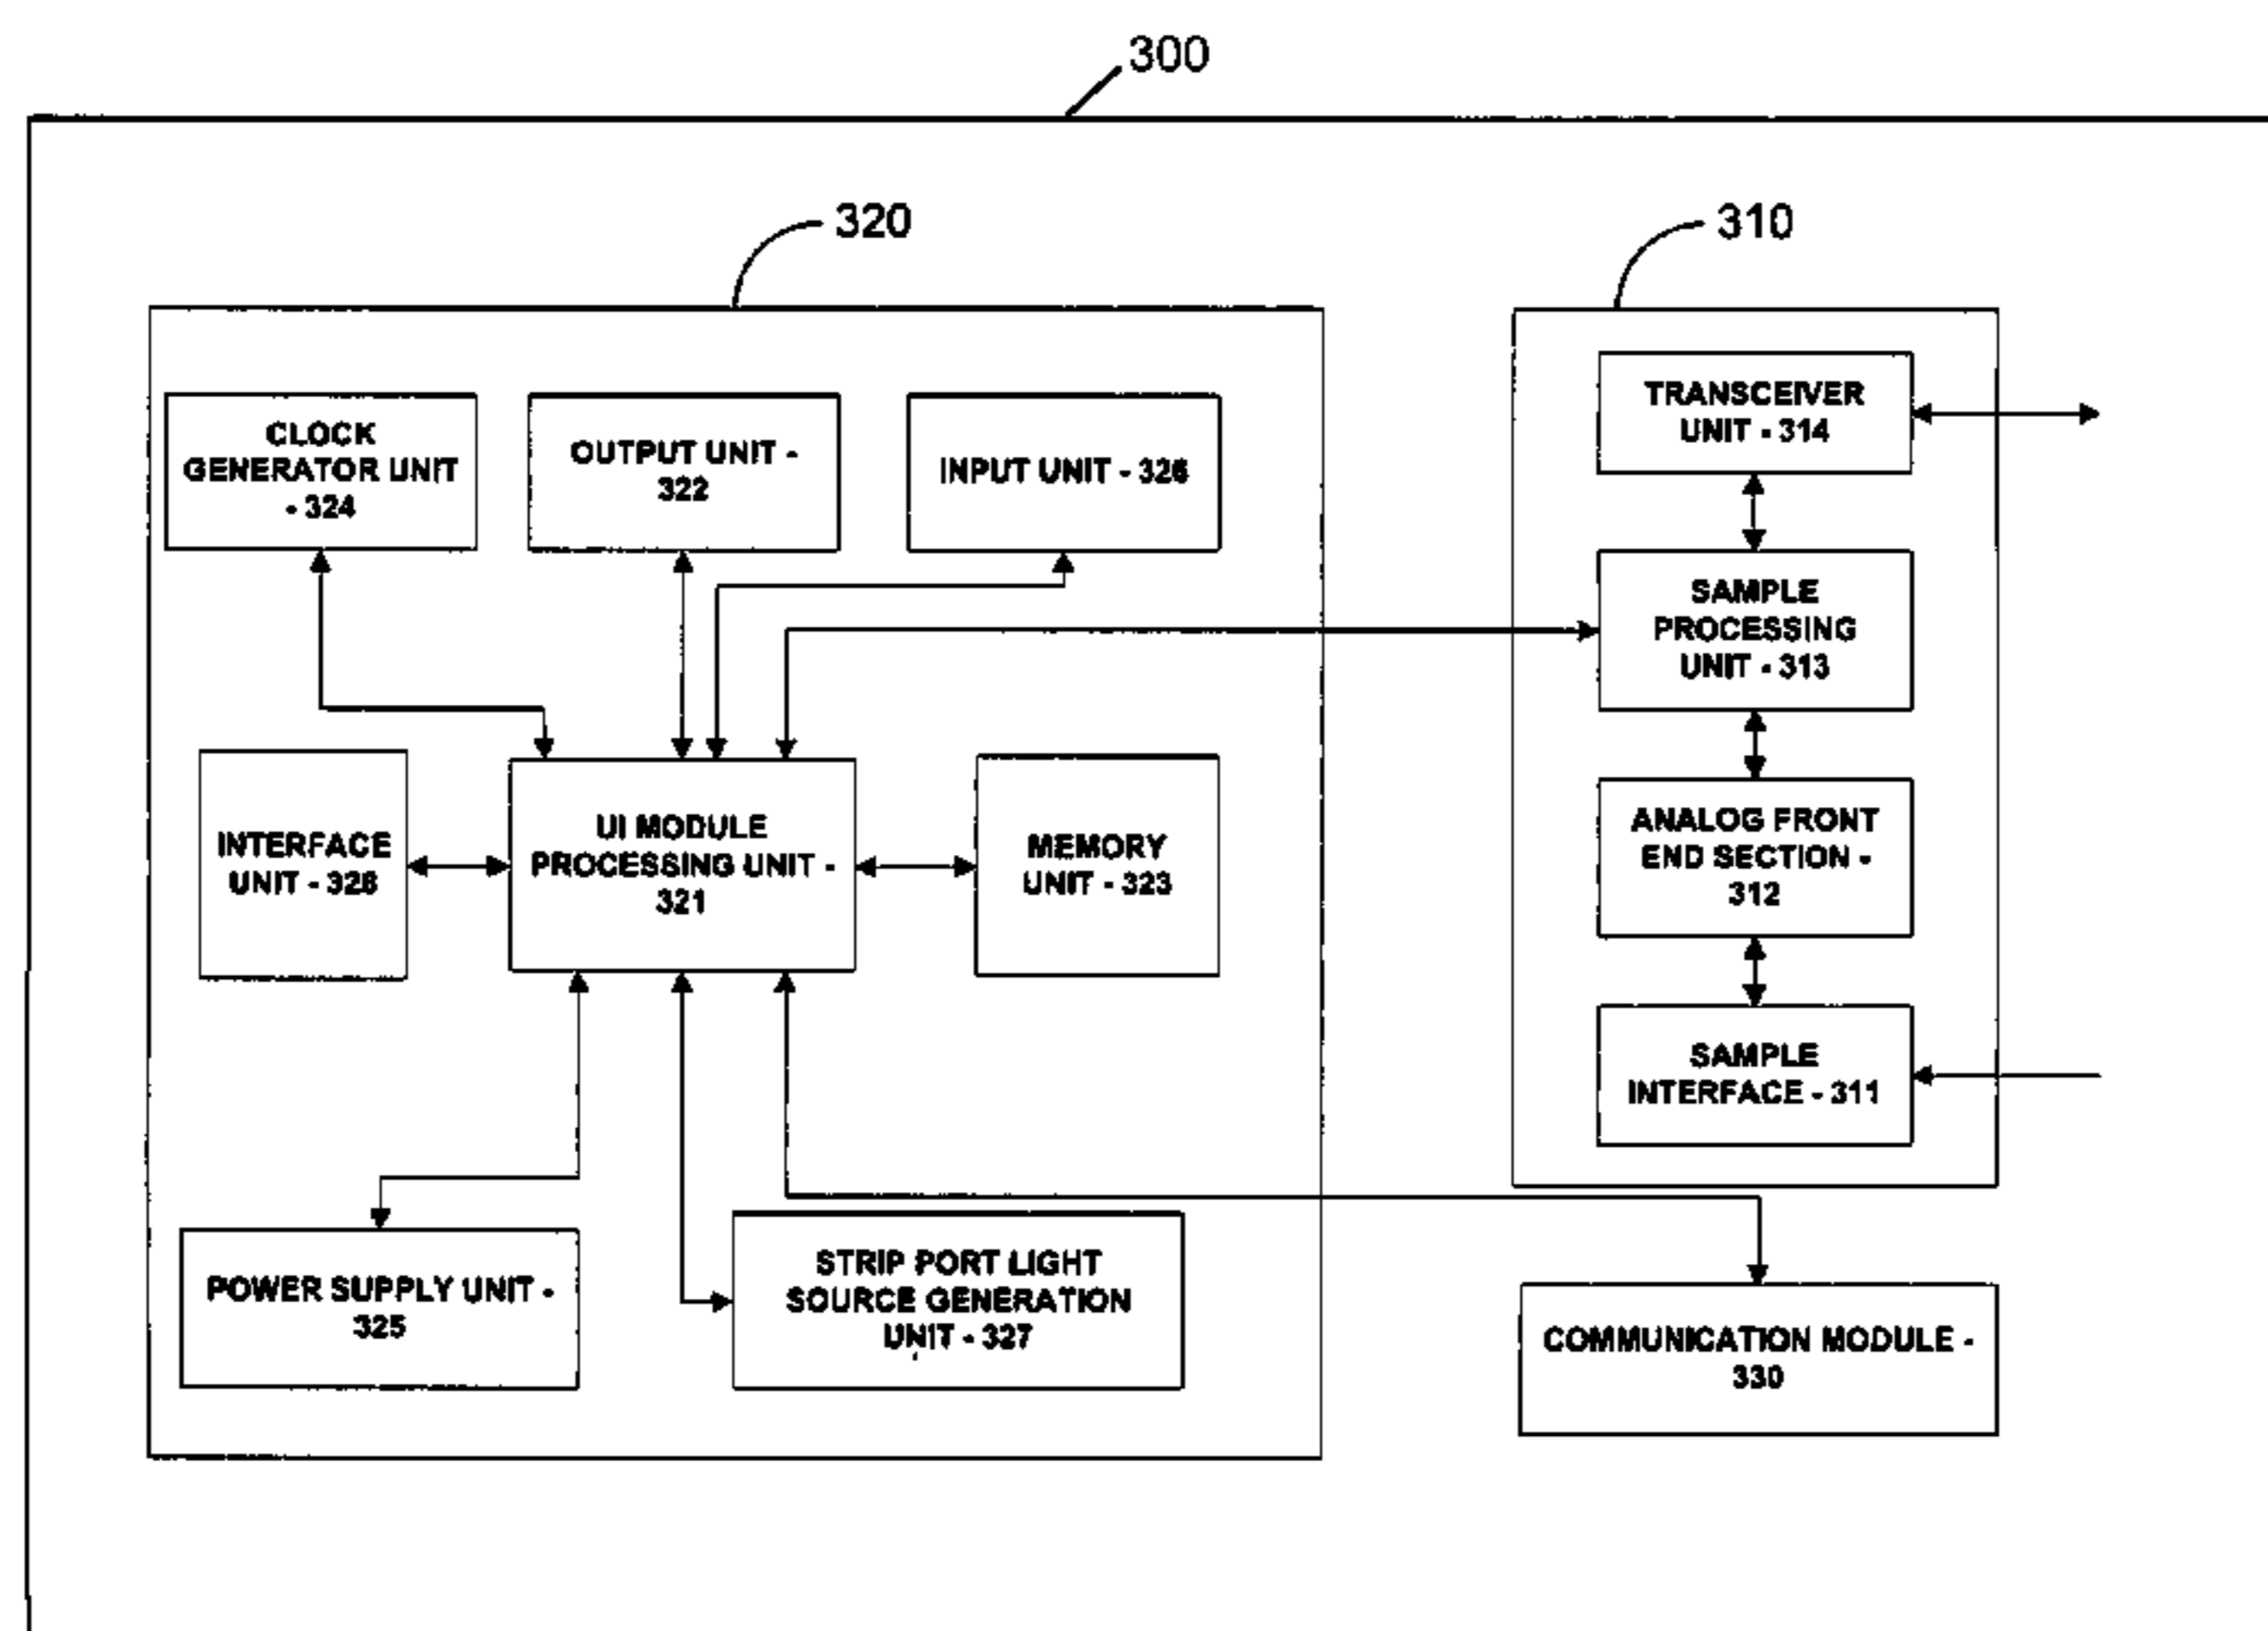 300
320
310
CLOCK
GENERATOR UNIT
- 324
OUTPUT UNIT -
322
INPUT UNIT - 326
TRANSCEIVER
UNIT - 314
SAMPLE
PROCESSING
UNIT - 313
INTERFACE
UNIT - 328
UI MODULE
PROCESSING UNIT -
321
MEMORY
UNIT - 323
ANALOG FRONT
END SECTION -
312
SAMPLE
INTERFACE - 311
POWER SUPPLY UNIT -
325
STRIP PORT LIGHT
SOURCE GENERATION
UNIT - 327
COMMUNICATION MODULE -
330